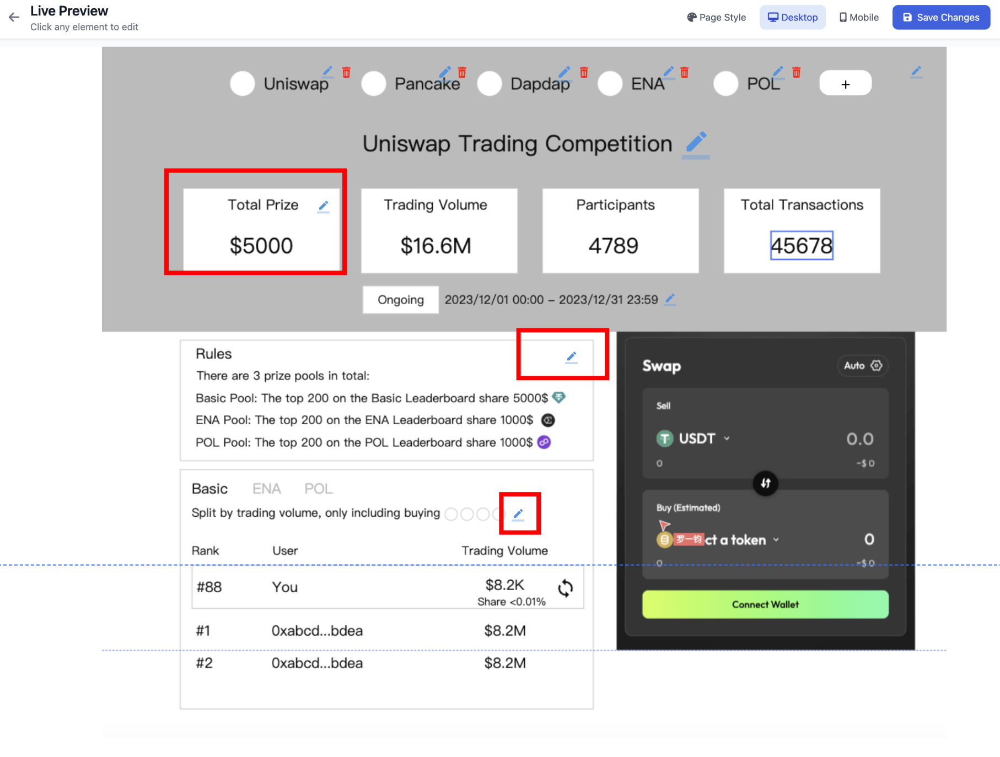 Live Preview
Click any element to edit
Page Style
Desktop
Mobile
Save Changes
Uniswap
Pancake
Dapdap
ENA
POL
+
Uniswap Trading Competition
Total Prize
$5000
Trading Volume
$16.6M
Participants
4789
Total Transactions
45678
Ongoing
2023/12/01 00:00 – 2023/12/31 23:59
Rules
There are 3 prize pools in total:
Basic Pool: The top 200 on the Basic Leaderboard share 5000$
ENA Pool: The top 200 on the ENA Leaderboard share 1000$
POL Pool: The top 200 on the POL Leaderboard share 1000$
Basic ENA POL
Split by trading volume, only including buying
Rank User Trading Volume
#88 You $8.2K
Share <0.01%
#1 0xabcd...bdea $8.2M
#2 0xabcd...bdea $8.2M
Swap
Auto
Sell
USDT 0.0
0 ~$ 0
Buy (Estimated)
罗一钧 ct a token 0
0 ~$ 0
Connect Wallet